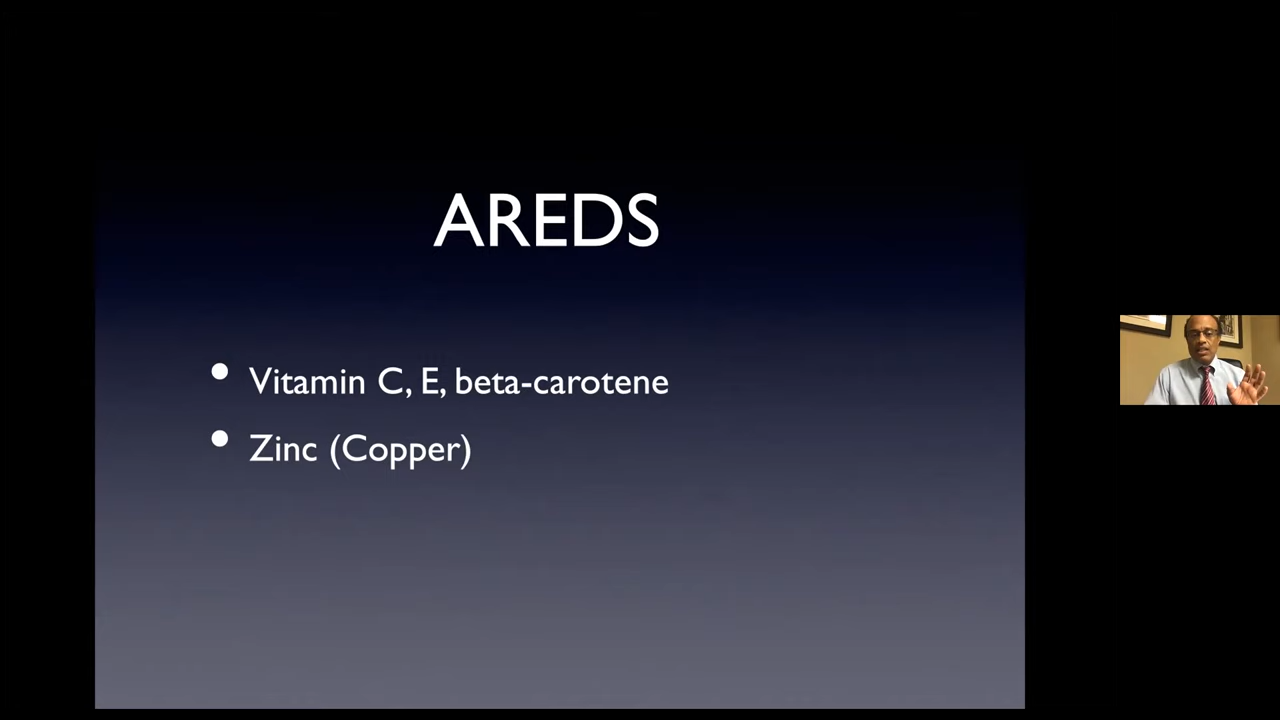 AREDS
• Vitamin C, E, beta-carotene
• Zinc (Copper)